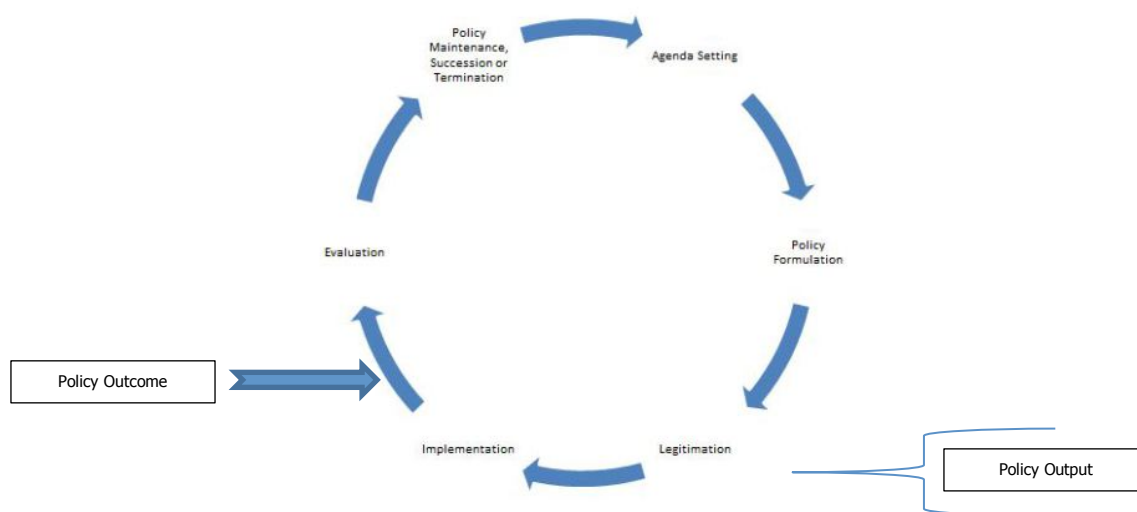 Policy
Maintenance,
Succession or
Termination
Agenda Setting
Policy
Formulation
Legitimation
Policy Output
Implementation
Policy Outcome
Evaluation